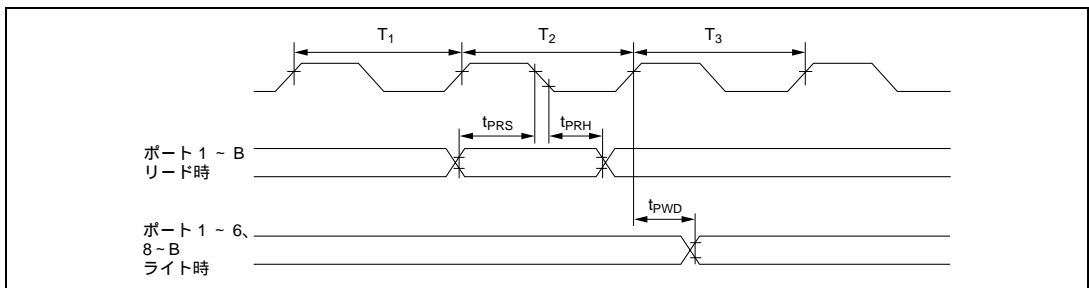 T1 T2 T3
tPRS tPRH
ポート 1 ~ B
リード時
tPWD
ポート 1 ~ 6、
8~B
ライト時